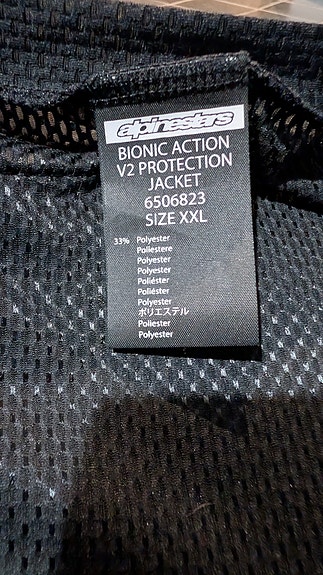 alpinestars
BIONIC ACTION
V2 PROTECTION
JACKET
6506823
SIZE XXL
33% Polyester
Poliestere
Polyester
Polyester
Poliéster
Poliéster
Polyester
ポリエステル
Poliester
Polyester